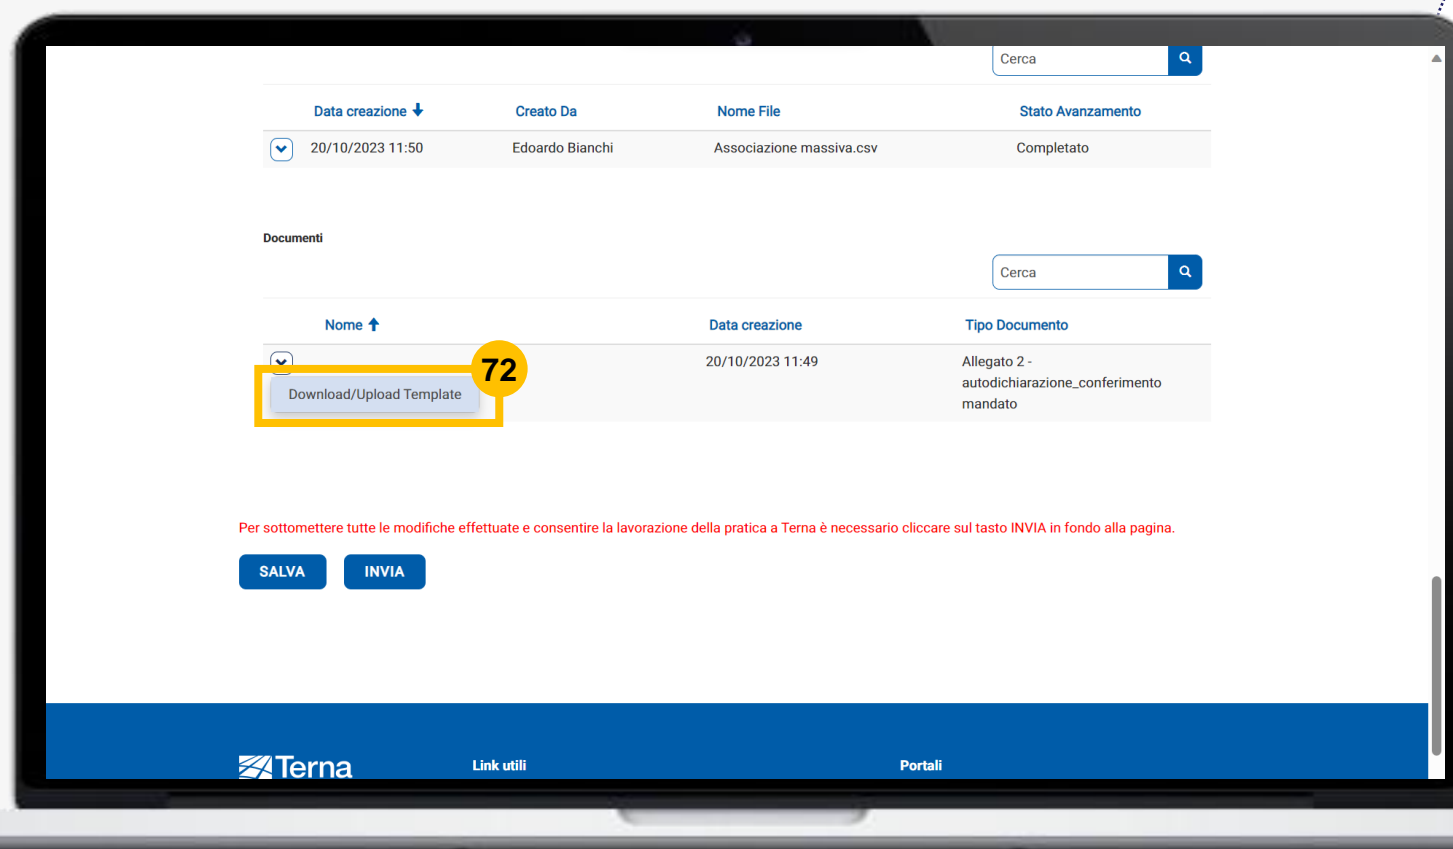 Cerca
Data creazione Creato Da Nome File Stato Avanzamento
20/10/2023 11:50 Edoardo Bianchi Associazione massiva.csv Completato
Documenti
Cerca
Nome Data creazione Tipo Documento
20/10/2023 11:49 Allegato 2 -
autodichiarazione_conferimento
mandato
72
Download/Upload Template
Per sottomettere tutte le modifiche effettuate e consentire la lavorazione della pratica a Terna è necessario cliccare sul tasto INVIA in fondo alla pagina.
SALVA INVIA
Terna Link utili Portali